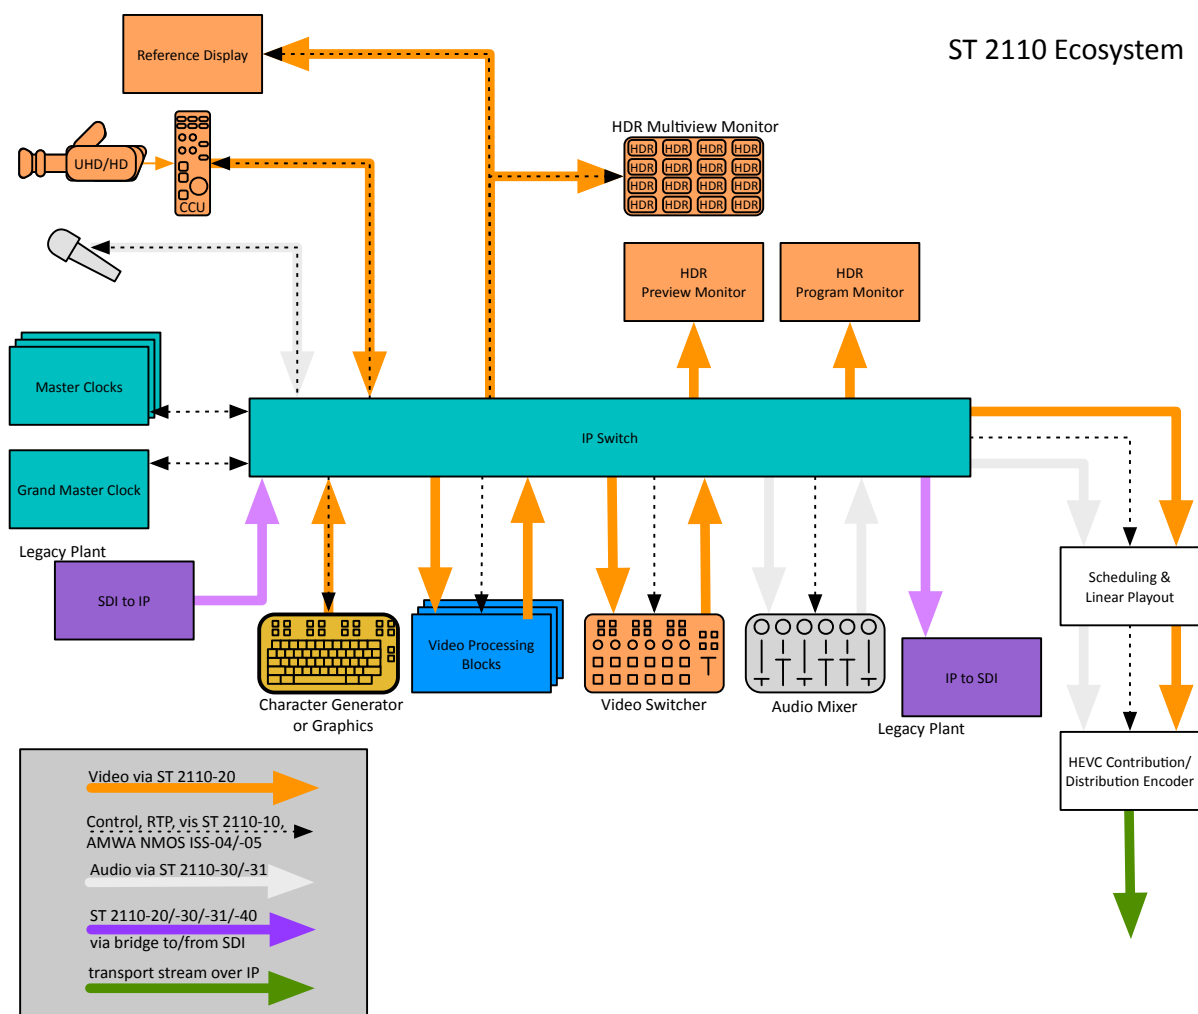 ST 2110 Ecosystem
Reference Display
UHD/HD
CCU
HDR Multiview Monitor
HDR HDR HDR HDR
HDR HDR HDR HDR
HDR HDR HDR HDR
HDR HDR HDR HDR
HDR
Preview Monitor
HDR
Program Monitor
Master Clocks
IP Switch
Grand Master Clock
Legacy Plant
SDI to IP
Character Generator
or Graphics
Video Processing
Blocks
Video Switcher
Audio Mixer
IP to SDI
Legacy Plant
Scheduling &
Linear Playout
HEVC Contribution/
Distribution Encoder
Video via ST 2110-20
Control, RTP, vis ST 2110-10,
AMWA NMOS ISS-04/-05
Audio via ST 2110-30/-31
ST 2110-20/-30/-31/-40
via bridge to/from SDI
transport stream over IP